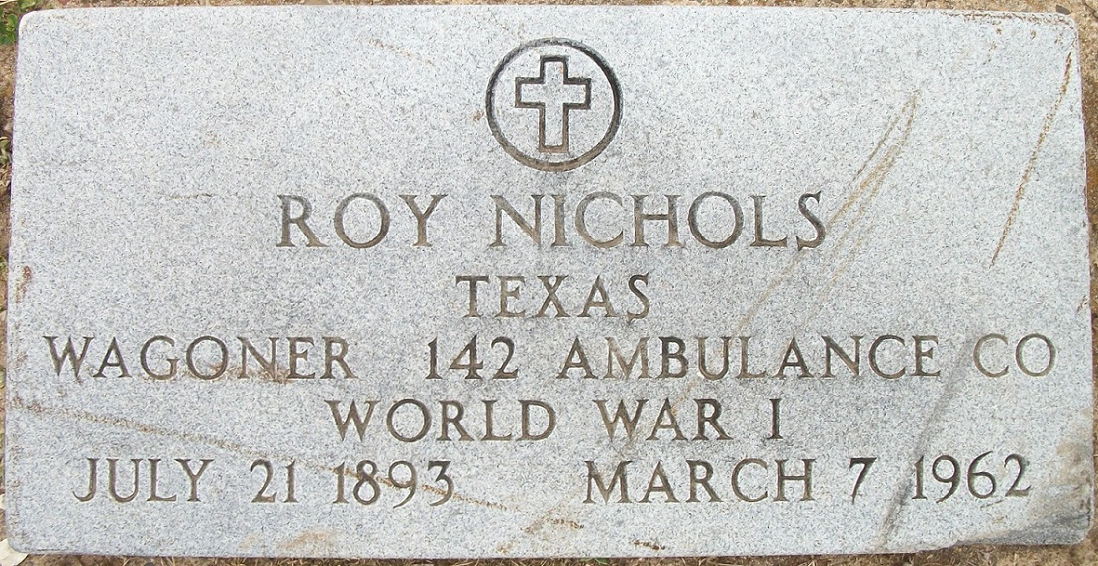 ROY NICHOLS
TEXAS
WAGONER 142 AMBULANCE CO
WORLD WAR I
JULY 21 1893 MARCH 7 1962